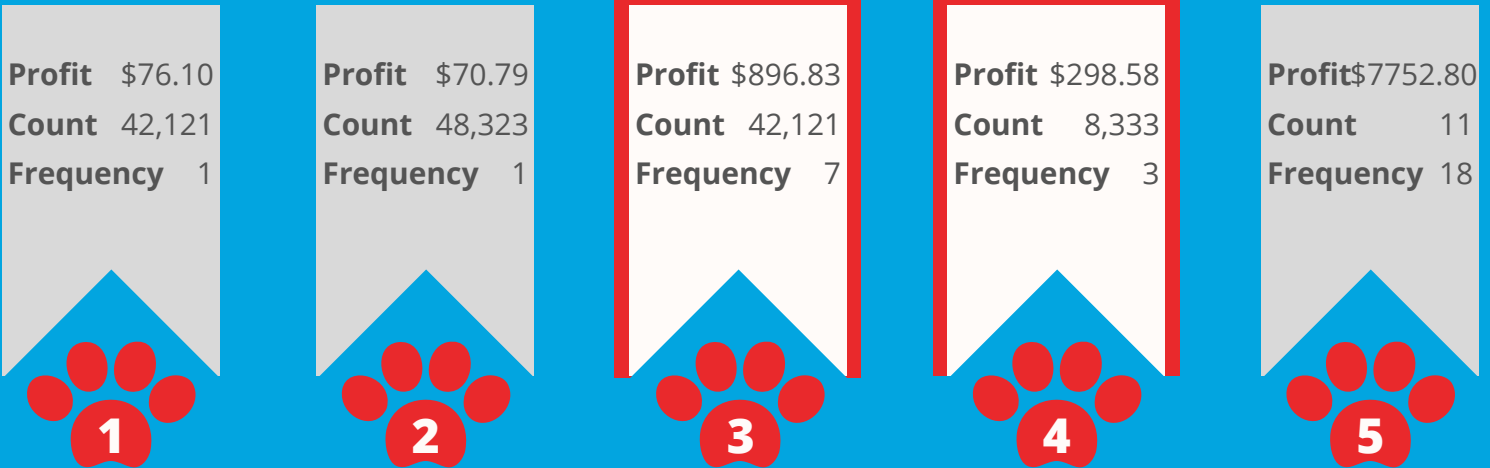 Profit $76.10
Count 42,121
Frequency 1
1
Profit $70.79
Count 48,323
Frequency 1
2
Profit $896.83
Count 42,121
Frequency 7
3
Profit $298.58
Count 8,333
Frequency 3
4
Profit$7752.80
Count 11
Frequency 18
5